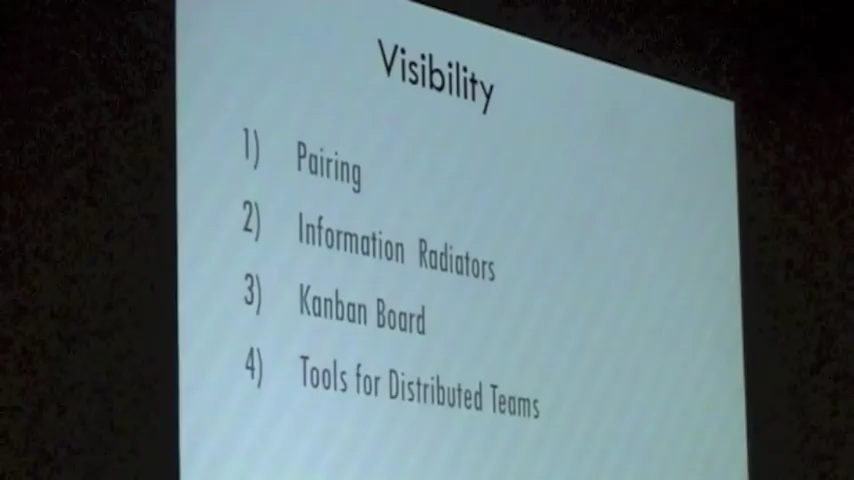 Visibility
1) Pairing
2) Information Radiators
3) Kanban Board
4) Tools for Distributed Teams